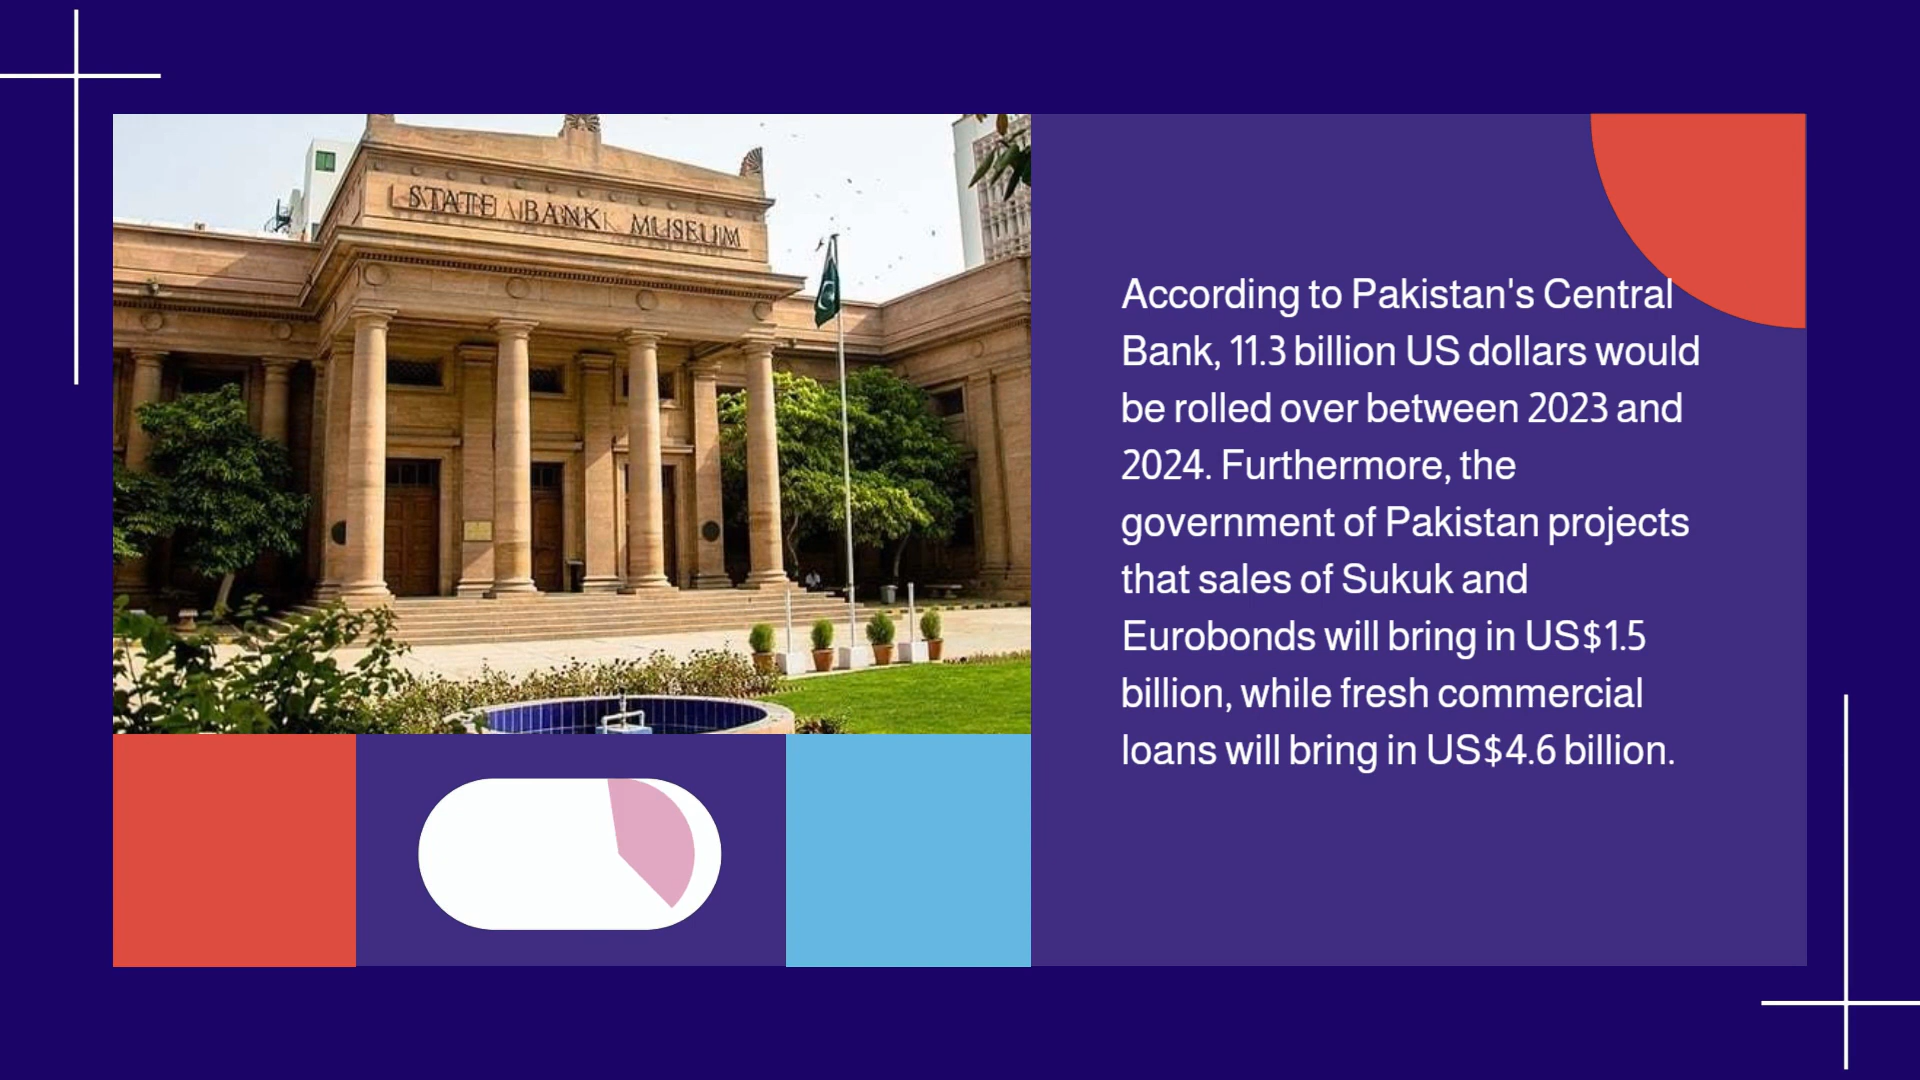 STATE BANK MUSEUM
According to Pakistan's Central
Bank, 11.3 billion US dollars would
be rolled over between 2023 and
2024. Furthermore, the
government of Pakistan projects
that sales of Sukuk and
Eurobonds will bring in US$1.5
billion, while fresh commercial
loans will bring in US$4.6 billion.